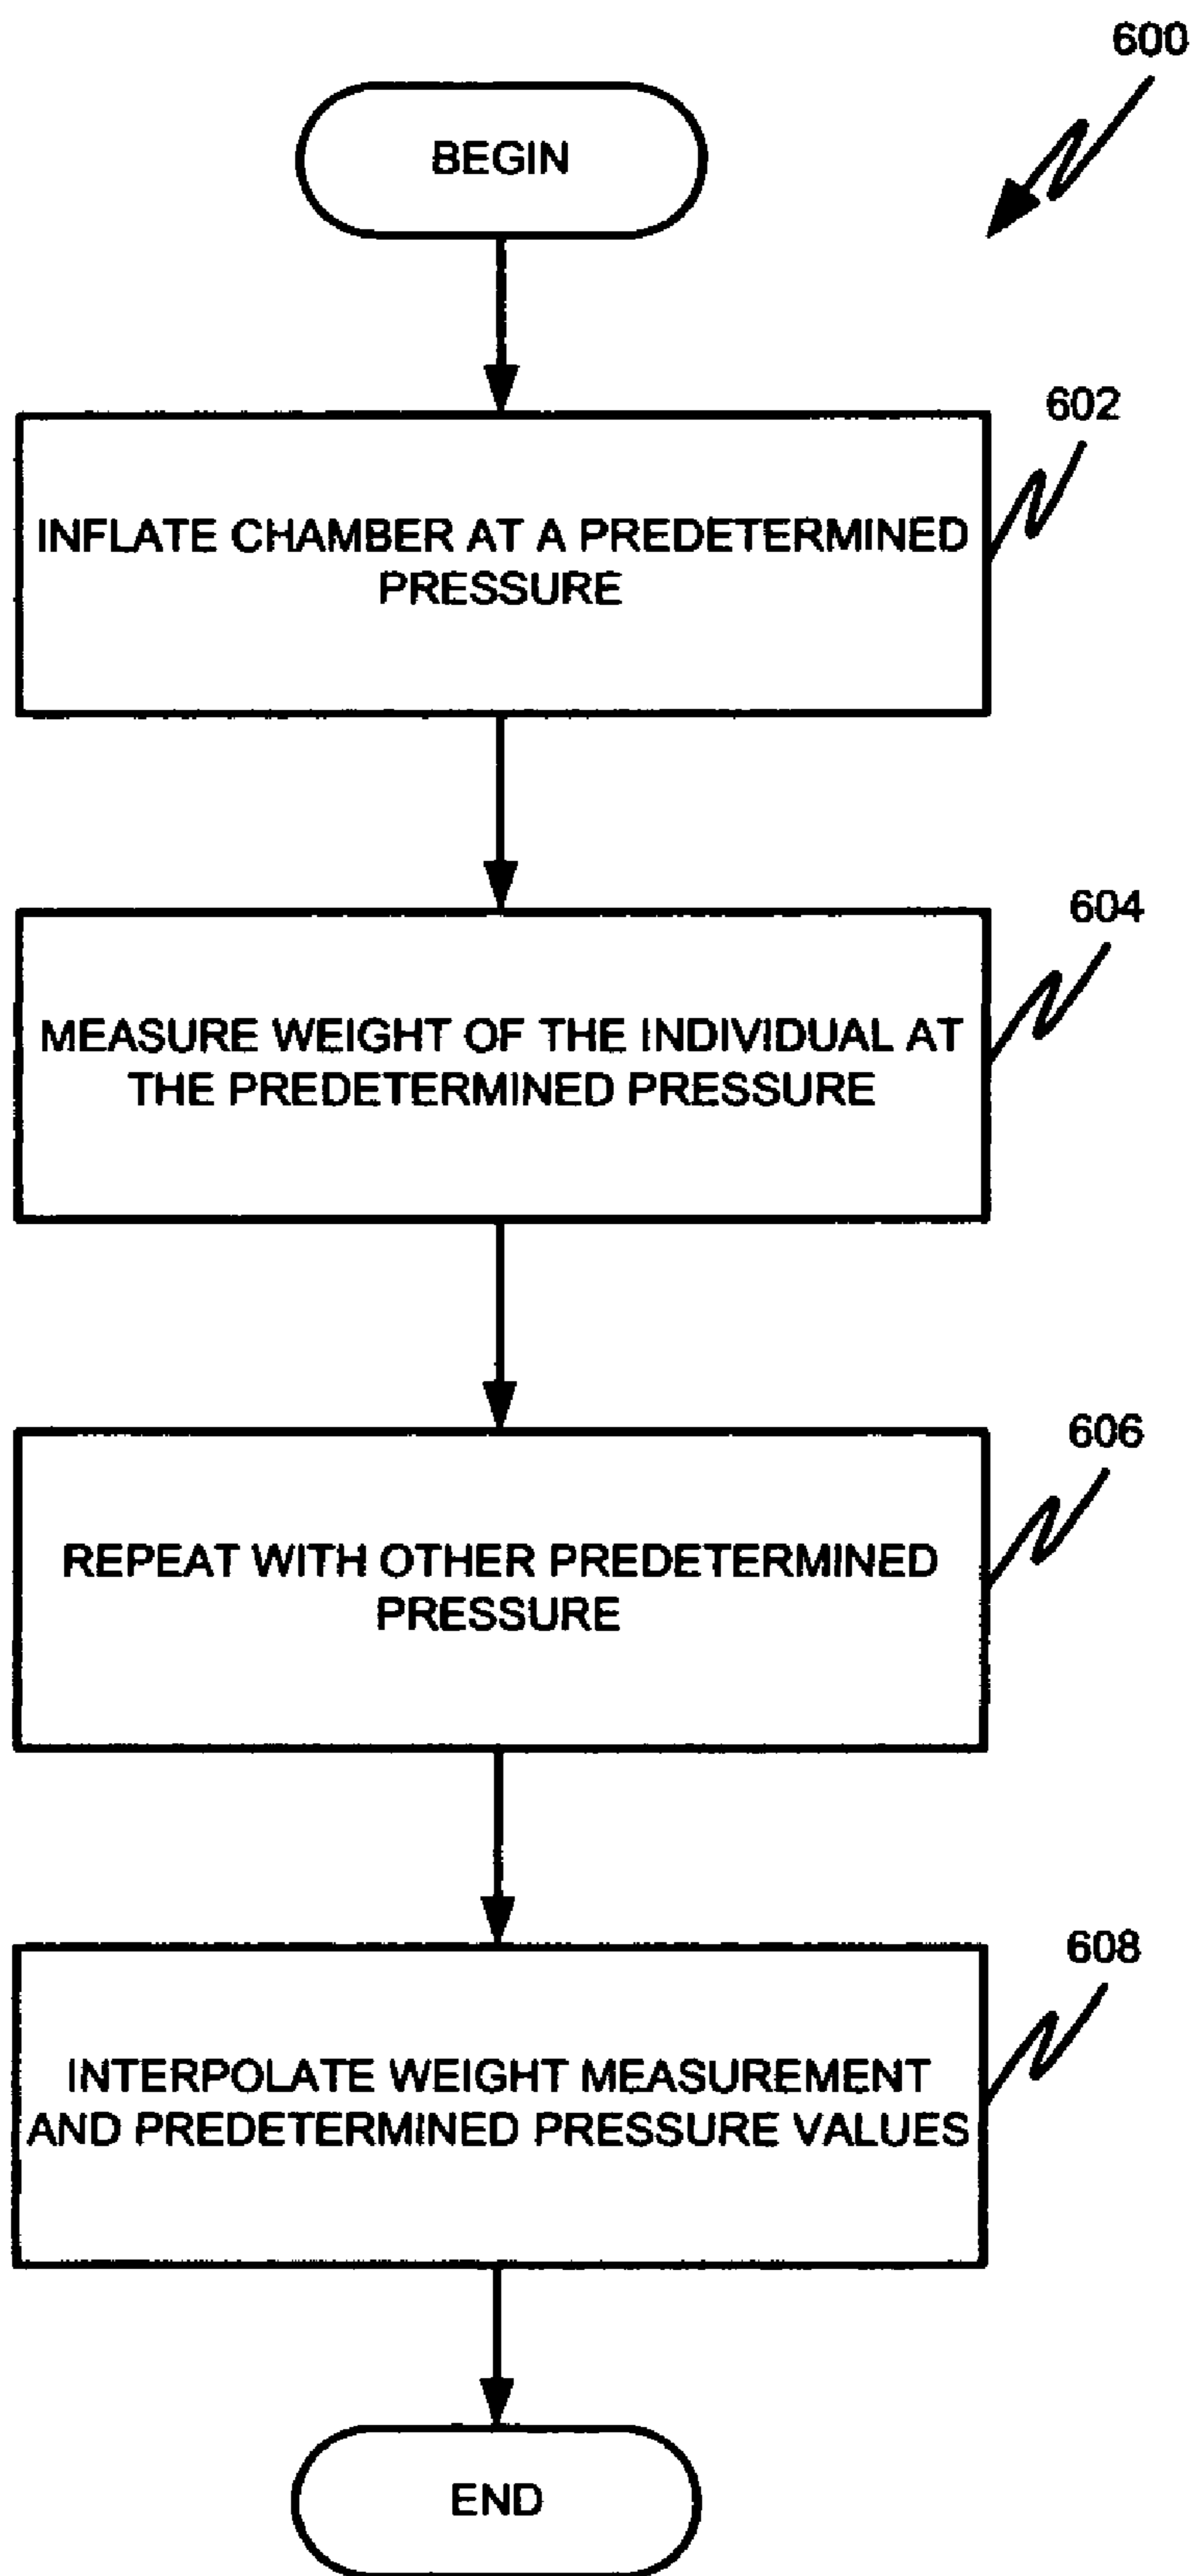 600
BEGIN
602
INFLATE CHAMBER AT A PREDETERMINED
PRESSURE
604
MEASURE WEIGHT OF THE INDIVIDUAL AT
THE PREDETERMINED PRESSURE
606
REPEAT WITH OTHER PREDETERMINED
PRESSURE
608
INTERPOLATE WEIGHT MEASUREMENT
AND PREDETERMINED PRESSURE VALUES
END